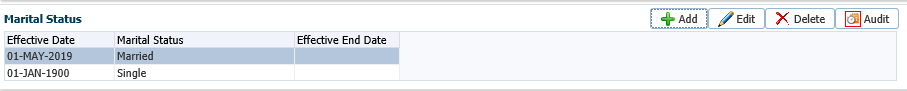 Marital Status Add Edit Delete Audit
Effective Date Marital Status Effective End Date
01-MAY-2019 Married
01-JAN-1900 Single